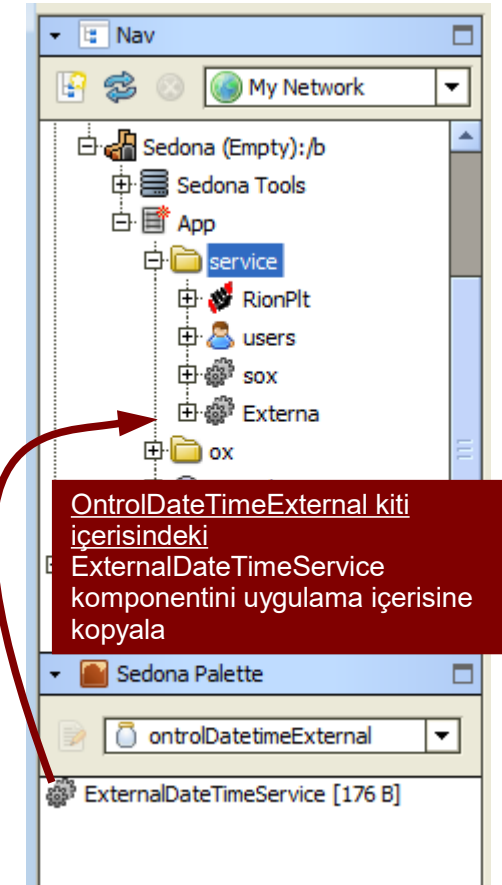 Nav
My Network
Sedona (Empty):/b
Sedona Tools
App
service
RionPlt
users
sox
Externa
ox
OntrolDateTimeExternal kiti
içerisindeki
ExternalDateTimeService
komponentini uygulama içerisine
kopyala
Sedona Palette
ontrolDatetimeExternal
ExternalDateTimeService [176 B]